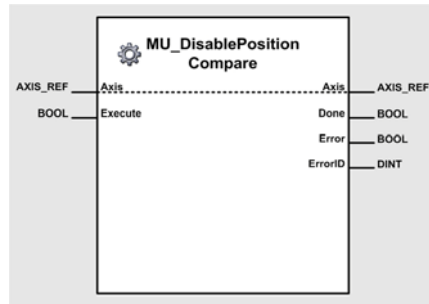 MU_DisablePosition
Compare
AXIS_REF Axis Axis AXIS_REF
BOOL Execute Done BOOL
Error BOOL
ErrorID DINT